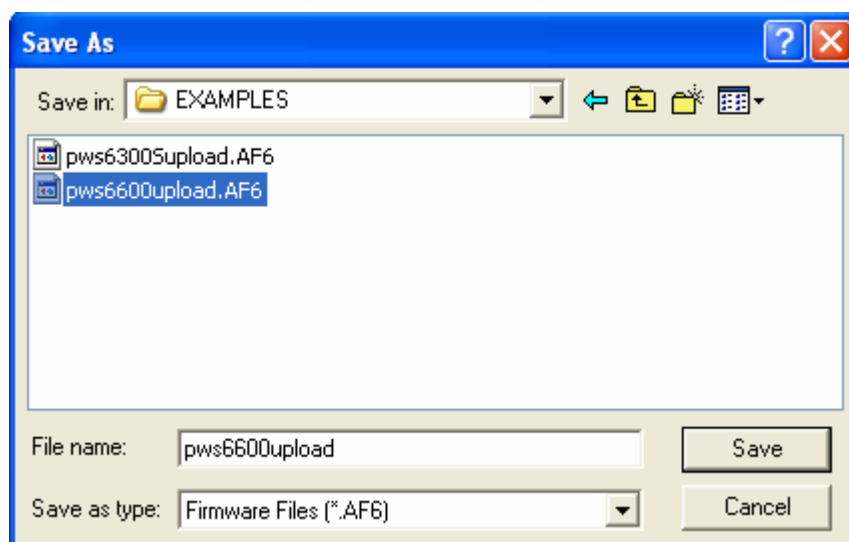 Save As
Save in: EXAMPLES
pws6300Supload.AF6
pws6600upload.AF6
File name: pws6600upload Save
Save as type: Firmware Files (*.AF6) Cancel